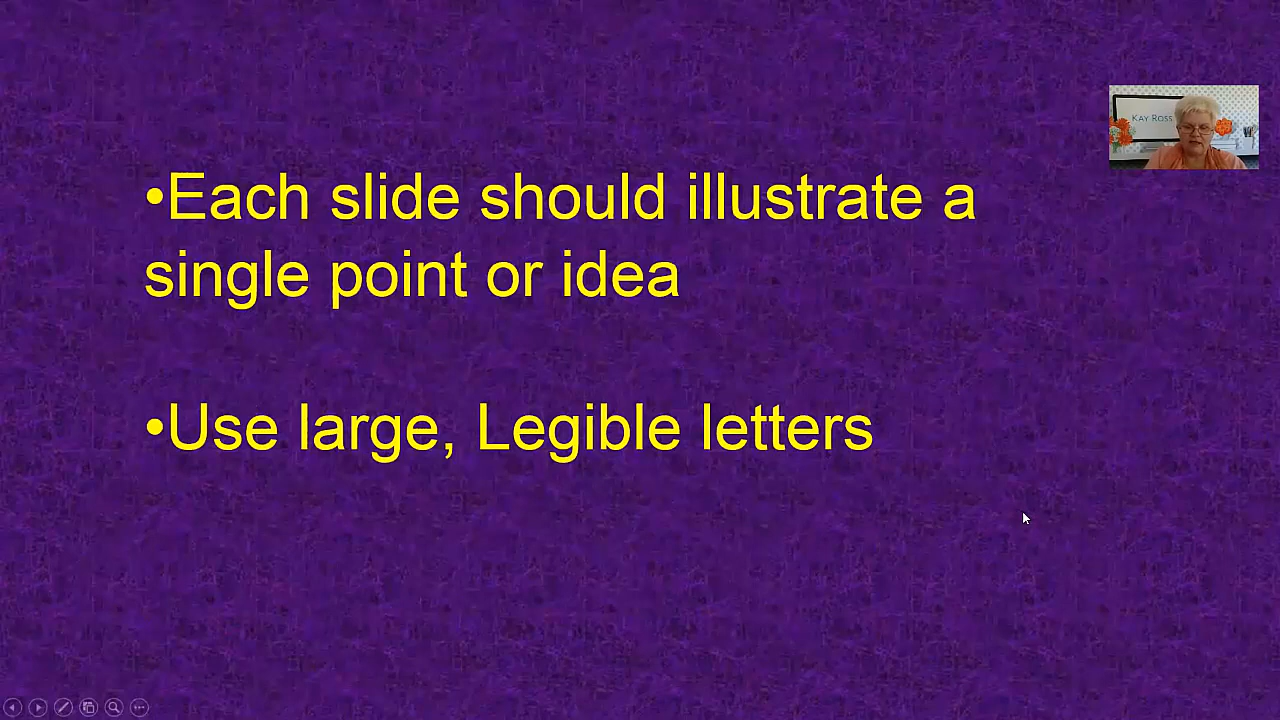 KAY ROSS
•Each slide should illustrate a
single point or idea
•Use large, Legible letters